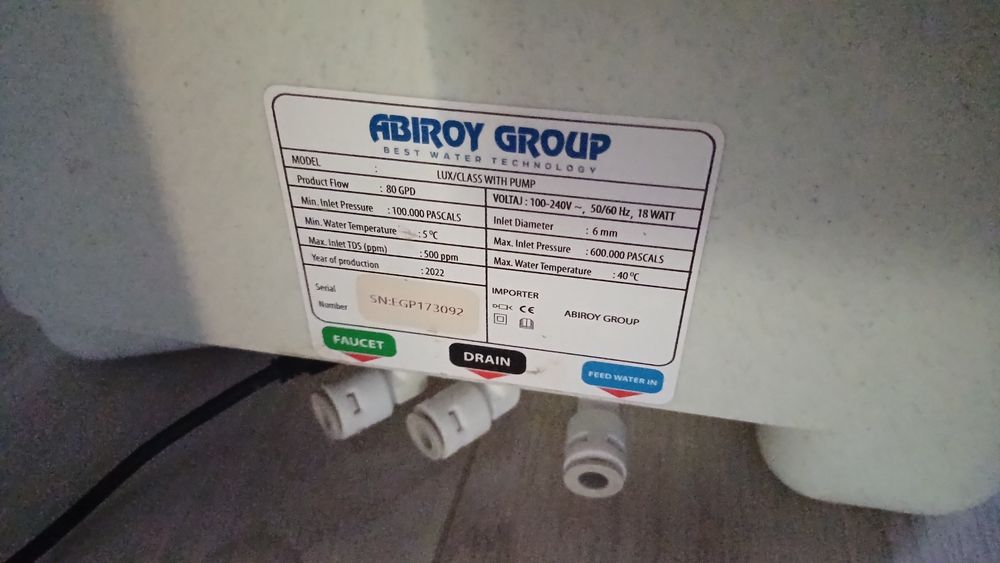 ABIROY GROUP
BEST WATER TECHNOLOGY
MODEL : LUX/CLASS WITH PUMP
Product Flow : 80 GPD
VOLTAJ : 100-240V ~, 50/60 Hz, 18 WATT
Min. Inlet Pressure : 100.000 PASCALS
Inlet Diameter : 6 mm
Min. Water Temperature : 5 °C
Max. Inlet Pressure : 600.000 PASCALS
Max. Inlet TDS (ppm) : 500 ppm
Max. Water Temperature : 40 °C
Year of production : 2022
Serial Number
SN:EGP173092
IMPORTER
ABIROY GROUP
CE
FAUCET
DRAIN
FEED WATER IN